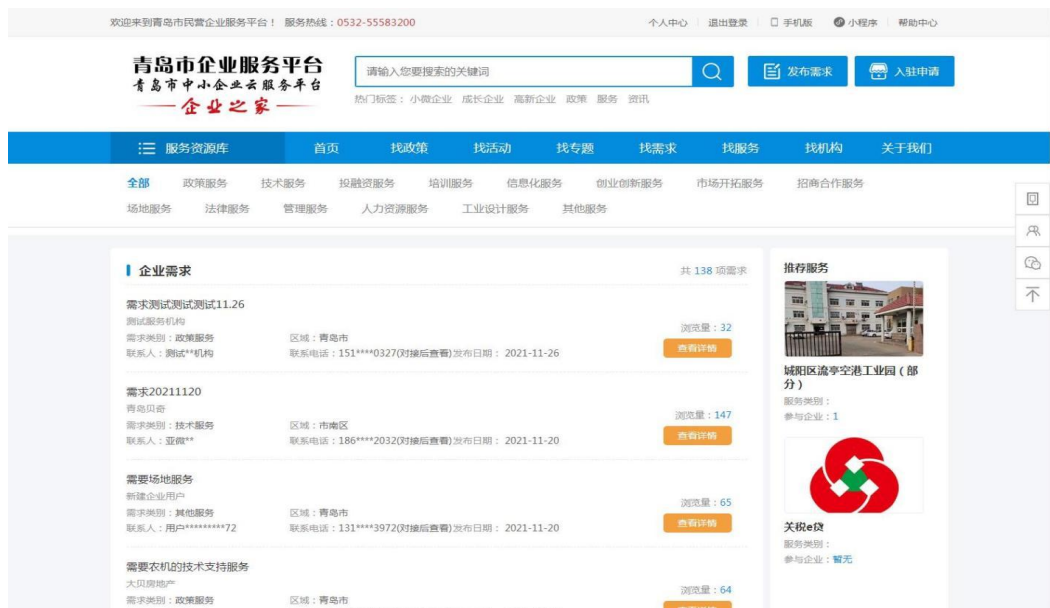 欢迎来到青岛市民营企业服务平台！ 服务热线：0532-55583200
个人中心 退出登录 手机版 小程序 帮助中心
青岛市企业服务平台
青岛市中小企业云服务平台
企业之家
请输入您要搜索的关键词
发布需求 入驻申请
热门标签： 小微企业 成长企业 高新企业 政策 服务 资讯
服务资源库 首页 找政策 找活动 找专题 找需求 找服务 找机构 关于我们
全部 政策服务 技术服务 投融资服务 培训服务 信息化服务 创业创新服务 市场开拓服务 招商合作服务
场地服务 法律服务 管理服务 人力资源服务 工业设计服务 其他服务
企业需求 共 138 项需求
需求测试测试测试11.26
测试服务机构
需求类别：政策服务 区域：青岛市
联系人：测试**机构 联系电话：151****0327(对接后查看) 发布日期： 2021-11-26
浏览量：32
查看详情
需求20211120
青岛贝奇
需求类别：技术服务 区域：市南区
联系人：亚微** 联系电话：186****2032(对接后查看) 发布日期： 2021-11-20
浏览量：147
查看详情
需要场地服务
新建企业用户
需求类别：其他服务 区域：青岛市
联系人：用户*********72 联系电话：131****3972(对接后查看) 发布日期： 2021-11-20
浏览量：65
查看详情
需要农机的技术支持服务
大贝房地产
需求类别：政策服务 区域：青岛市
浏览量：64
查看详情
推荐服务
城阳区流亭空港工业园（部
分）
服务类别：
参与企业：1
关税e贷
服务类别：
参与企业：暂无